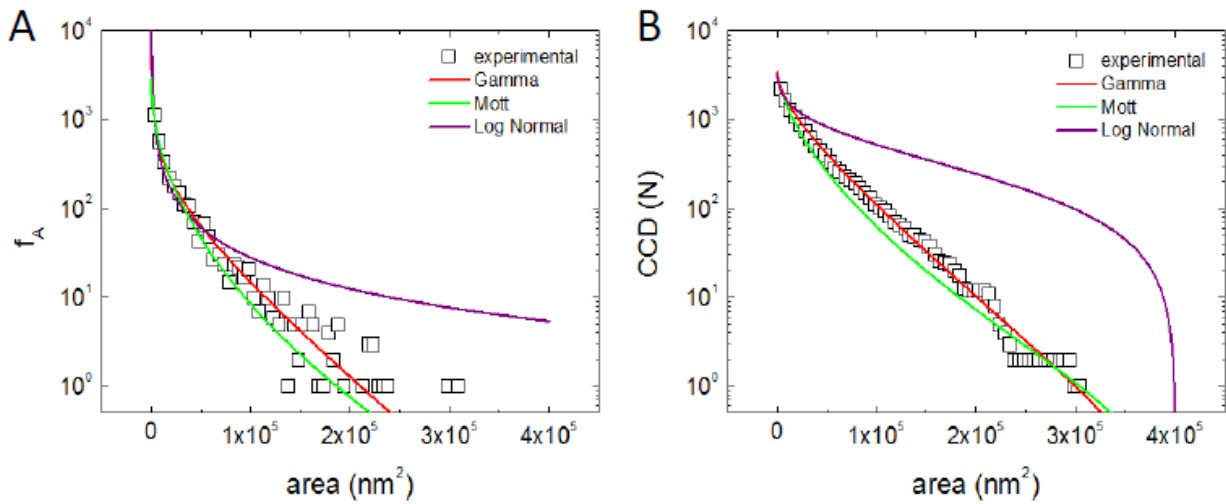 A
10⁴
10³
10²
10¹
10⁰
f_A
experimental
Gamma
Mott
Log Normal
0
1x10⁵
2x10⁵
3x10⁵
4x10⁵
area (nm²)
B
10⁴
10³
10²
10¹
10⁰
CCD (N)
experimental
Gamma
Mott
Log Normal
0
1x10⁵
2x10⁵
3x10⁵
4x10⁵
area (nm²)